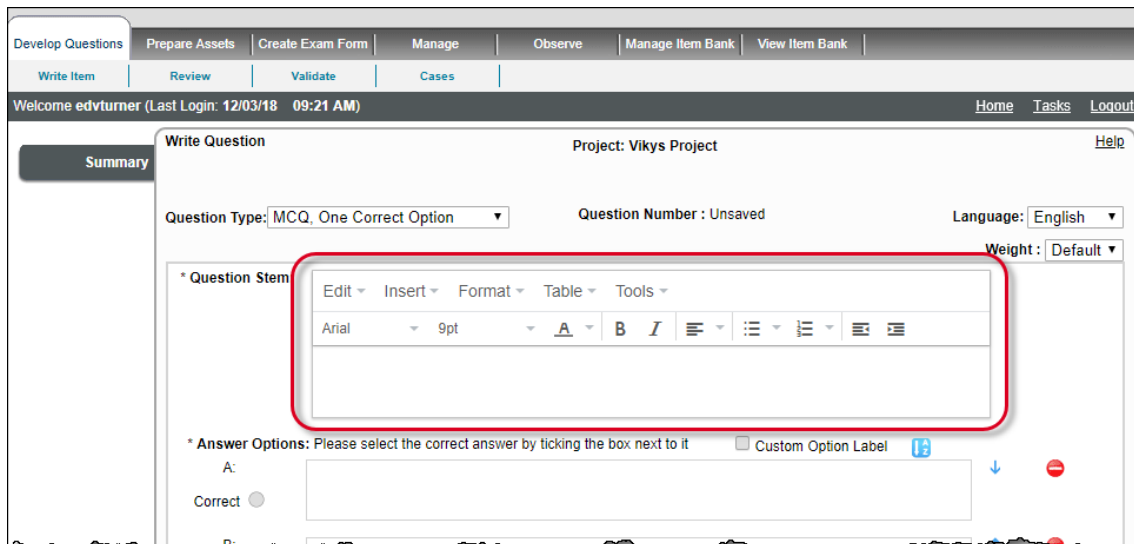 Develop Questions Prepare Assets Create Exam Form Manage Observe Manage Item Bank View Item Bank
Write Item Review Validate Cases
Welcome edvturner (Last Login: 12/03/18 09:21 AM) Home Tasks Logout
Summary
Write Question Project: Vikys Project Help
Question Type: MCQ, One Correct Option Question Number : Unsaved Language: English
Weight : Default
* Question Stem:
Edit Insert Format Table Tools
Arial 9pt A B I
* Answer Options: Please select the correct answer by ticking the box next to it Custom Option Label
A:
Correct